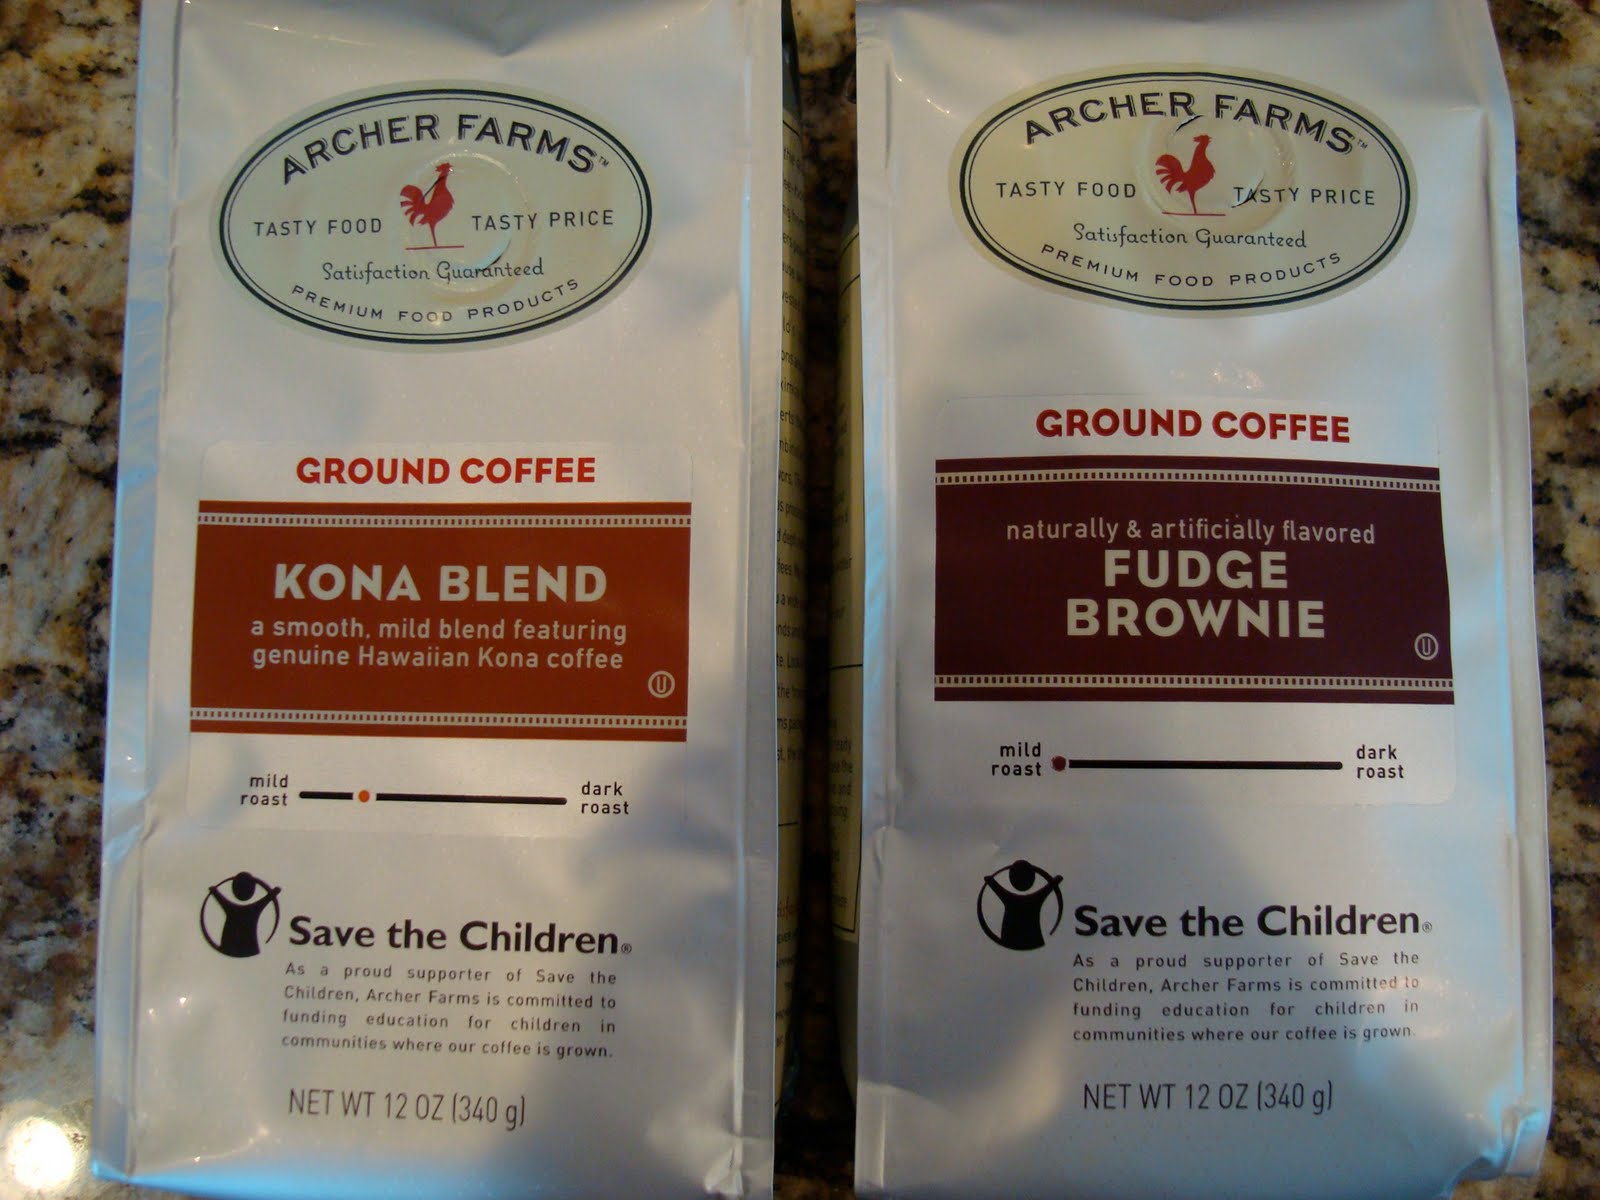 ARCHER FARMS™
TASTY FOOD TASTY PRICE
Satisfaction Guaranteed
PREMIUM FOOD PRODUCTS
GROUND COFFEE
KONA BLEND
a smooth, mild blend featuring
genuine Hawaiian Kona coffee
U
mild roast
dark roast
Save the Children®
As a proud supporter of Save the
Children, Archer Farms is committed to
funding education for children in
communities where our coffee is grown.
NET WT 12 OZ (340 g)
ARCHER FARMS™
TASTY FOOD TASTY PRICE
Satisfaction Guaranteed
PREMIUM FOOD PRODUCTS
GROUND COFFEE
naturally & artificially flavored
FUDGE
BROWNIE
U
mild roast
dark roast
Save the Children®
As a proud supporter of Save the
Children, Archer Farms is committed to
funding education for children in
communities where our coffee is grown.
NET WT 12 OZ (340 g)